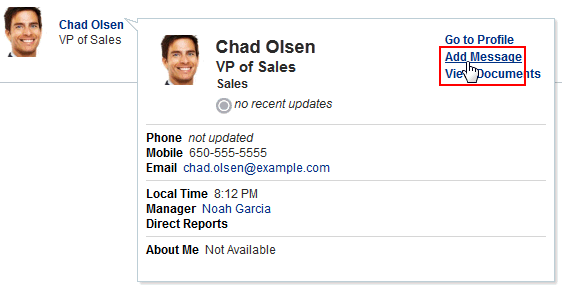 Chad Olsen
VP of Sales
Chad Olsen
VP of Sales
Sales
no recent updates
Go to Profile
Add Message
View Documents
Phone not updated
Mobile 650-555-5555
Email chad.olsen@example.com
Local Time 8:12 PM
Manager Noah Garcia
Direct Reports
About Me Not Available